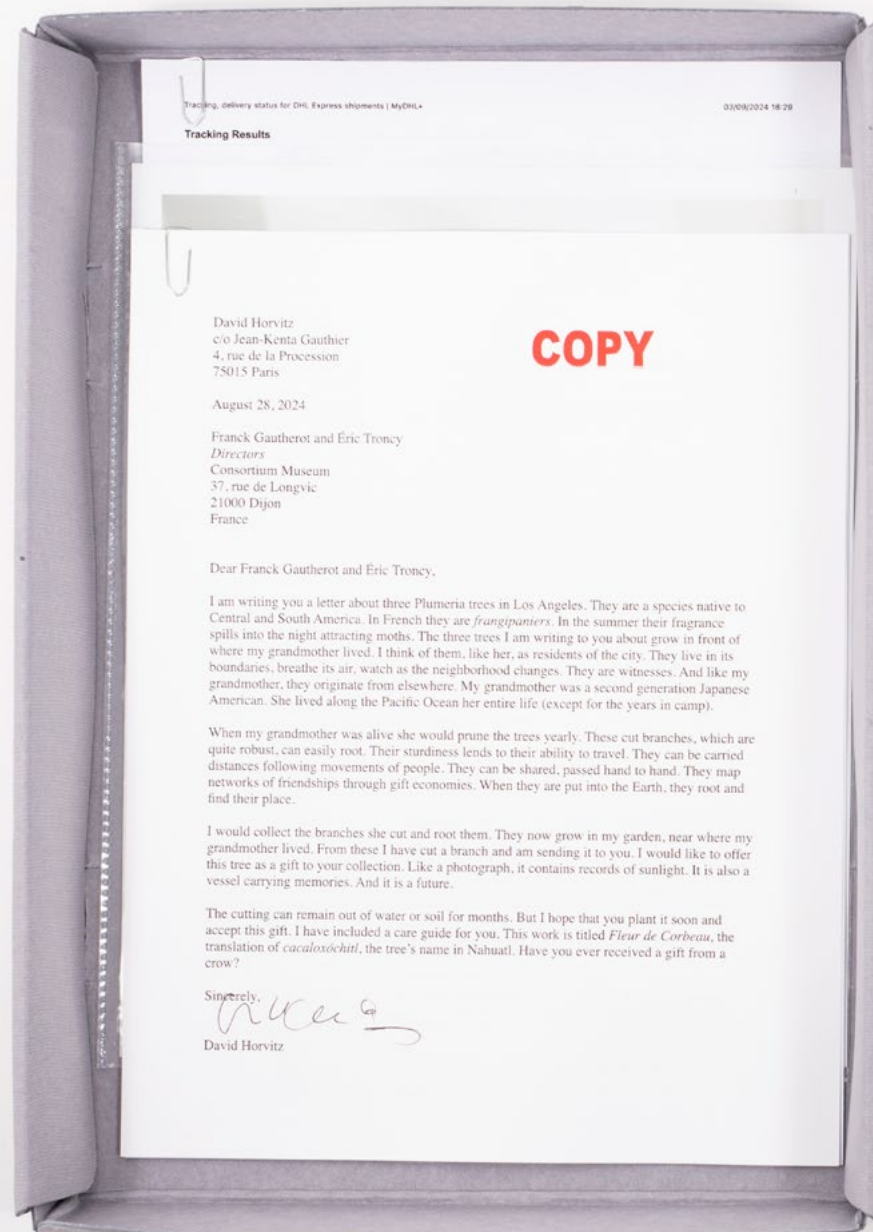 Tracking, delivery status for DHL Express shipments | MyDHL+
03/09/2024 18:29
Tracking Results
David Horvitz
c/o Jean-Kenta Gauthier
4, rue de la Procession
75015 Paris
COPY
August 28, 2024
Franck Gautherot and Éric Troncy
Directors
Consortium Museum
37, rue de Longvic
21000 Dijon
France
Dear Franck Gautherot and Éric Troncy,
I am writing you a letter about three Plumeria trees in Los Angeles. They are a species native to
Central and South America. In French they are frangipaniers. In the summer their fragrance
spills into the night attracting moths. The three trees I am writing to you about grow in front of
where my grandmother lived. I think of them, like her, as residents of the city. They live in its
boundaries, breathe its air, watch as the neighborhood changes. They are witnesses. And like my
grandmother, they originate from elsewhere. My grandmother was a second generation Japanese
American. She lived along the Pacific Ocean her entire life (except for the years in camp).
When my grandmother was alive she would prune the trees yearly. These cut branches, which are
quite robust, can easily root. Their sturdiness lends to their ability to travel. They can be carried
distances following movements of people. They can be shared, passed hand to hand. They map
networks of friendships through gift economies. When they are put into the Earth, they root and
find their place.
I would collect the branches she cut and root them. They now grow in my garden, near where my
grandmother lived. From these I have cut a branch and am sending it to you. I would like to offer
this tree as a gift to your collection. Like a photograph, it contains records of sunlight. It is also a
vessel carrying memories. And it is a future.
The cutting can remain out of water or soil for months. But I hope that you plant it soon and
accept this gift. I have included a care guide for you. This work is titled Fleur de Corbeau, the
translation of cacaloxóchitl, the tree's name in Nahuatl. Have you ever received a gift from a
crow?
Sincerely,
David Horvitz